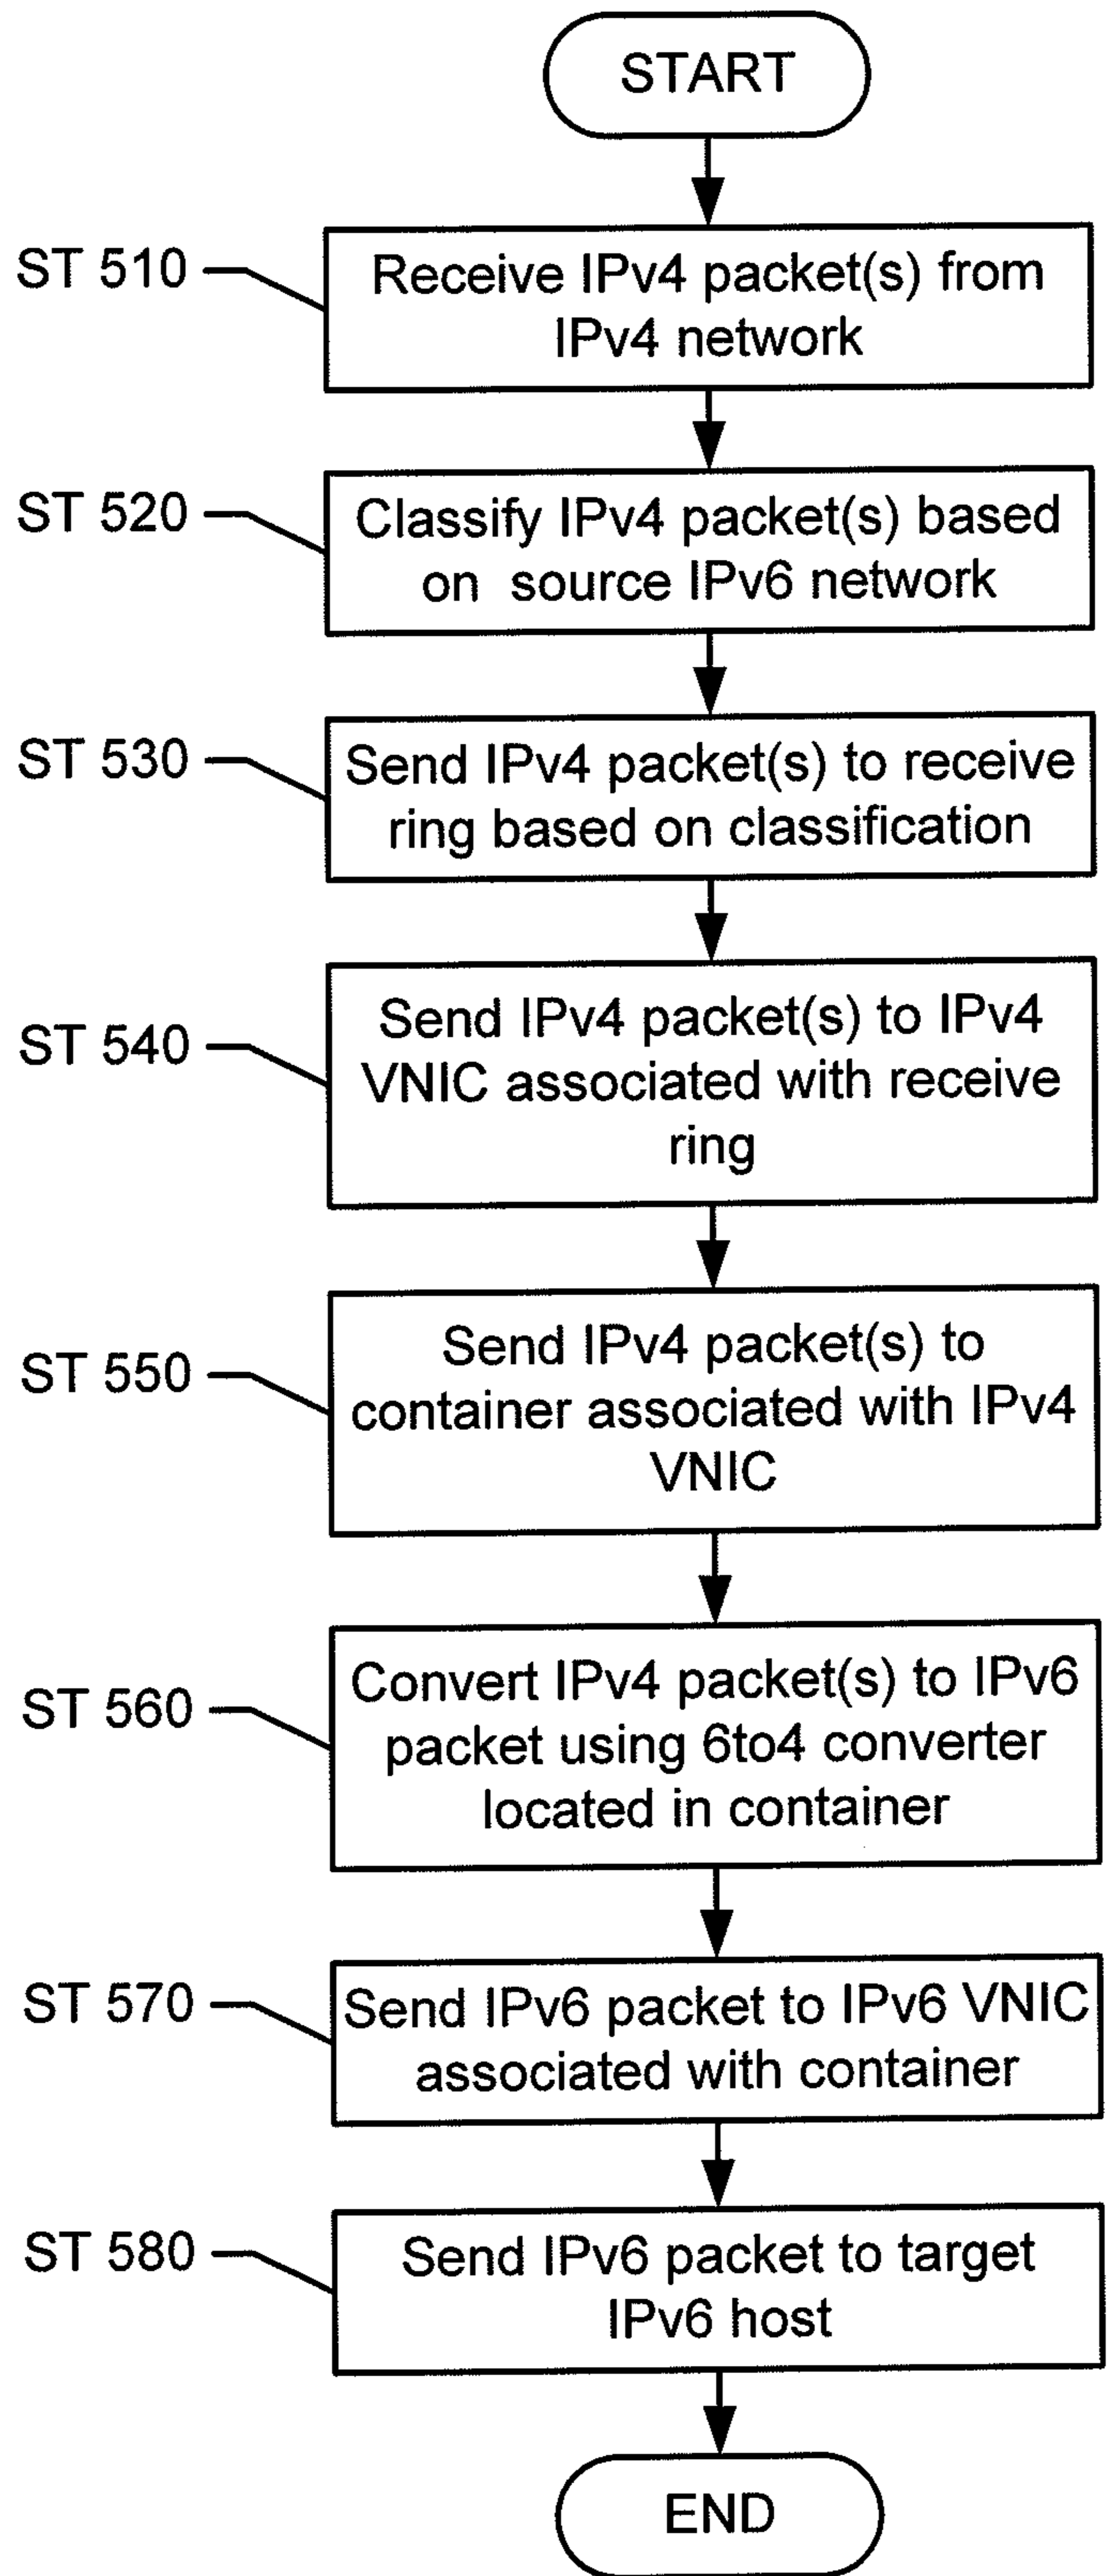 START
ST 510
Receive IPv4 packet(s) from
IPv4 network
ST 520
Classify IPv4 packet(s) based
on source IPv6 network
ST 530
Send IPv4 packet(s) to receive
ring based on classification
ST 540
Send IPv4 packet(s) to IPv4
VNIC associated with receive
ring
ST 550
Send IPv4 packet(s) to
container associated with IPv4
VNIC
ST 560
Convert IPv4 packet(s) to IPv6
packet using 6to4 converter
located in container
ST 570
Send IPv6 packet to IPv6 VNIC
associated with container
ST 580
Send IPv6 packet to target
IPv6 host
END